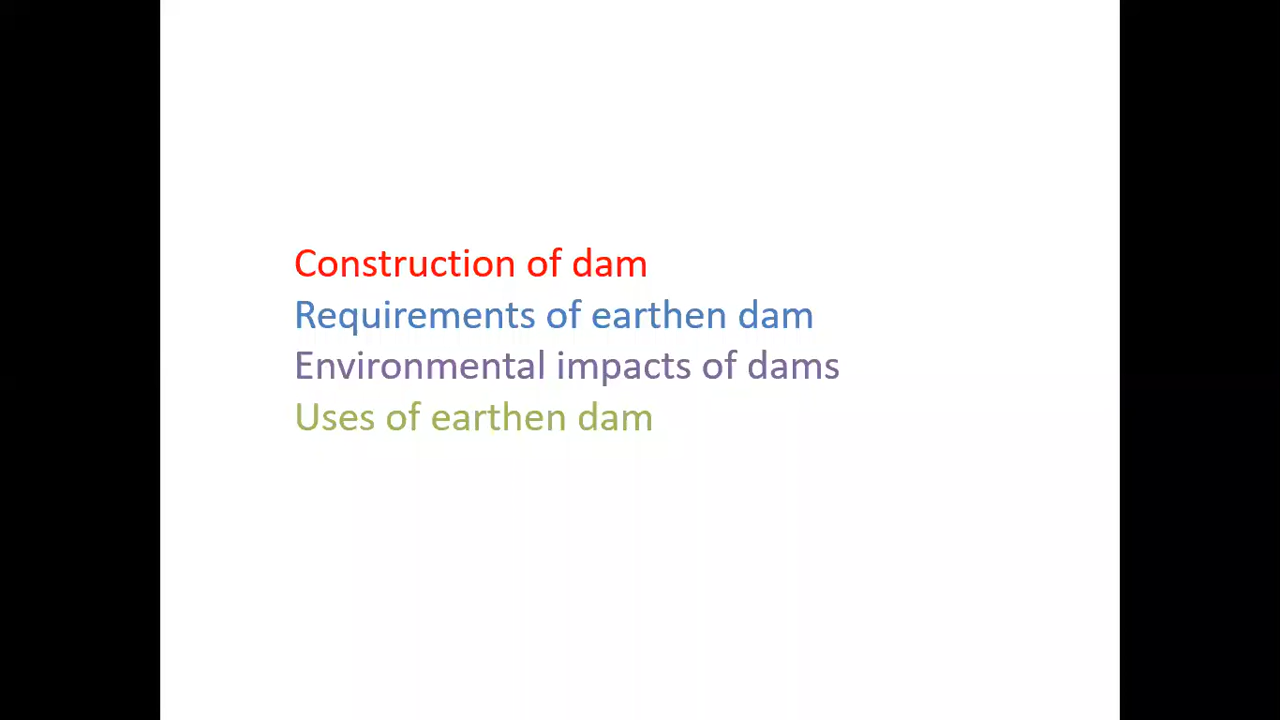 Construction of dam
Requirements of earthen dam
Environmental impacts of dams
Uses of earthen dam